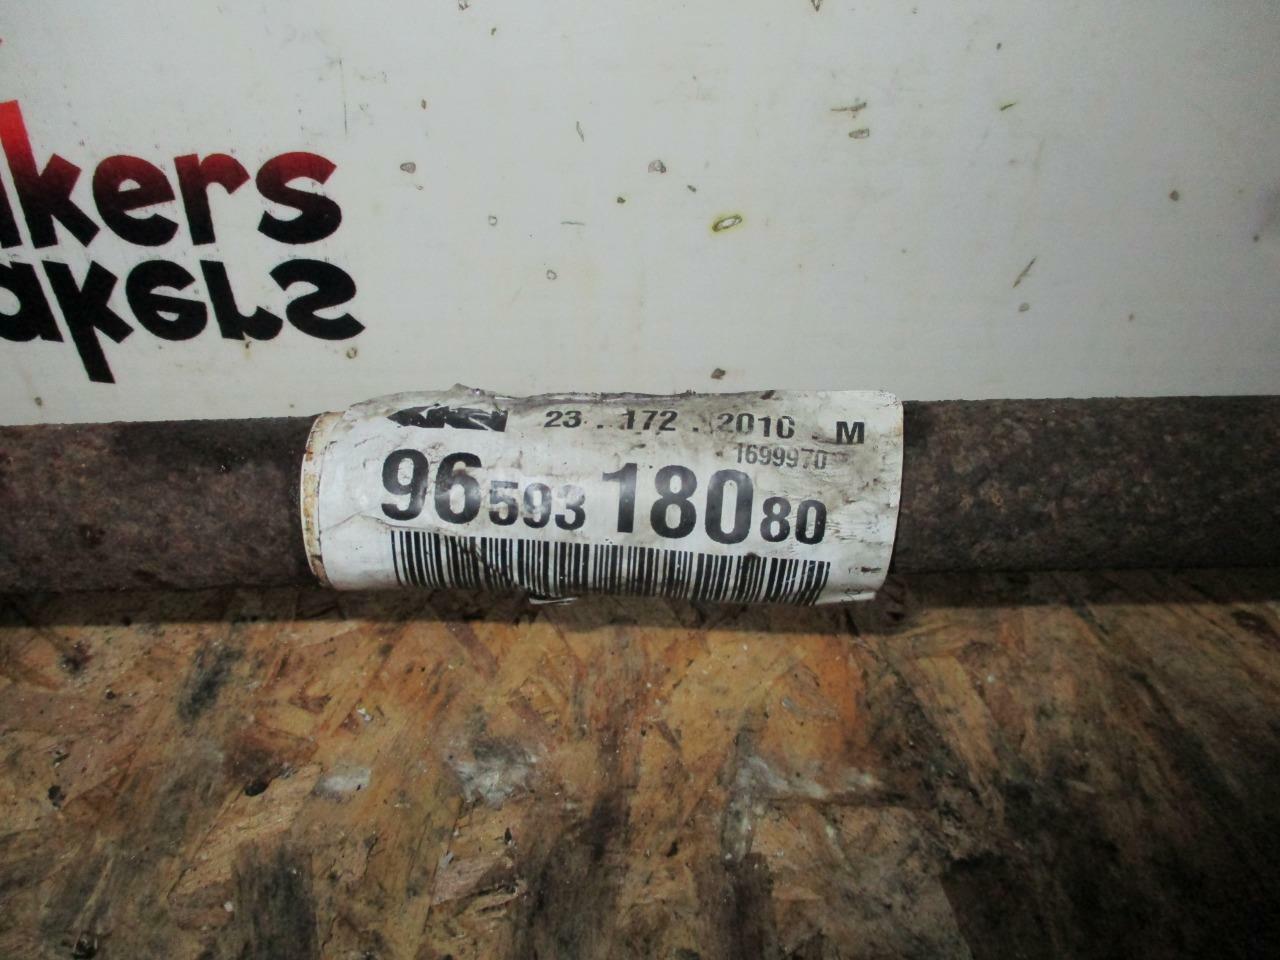 kers
akers
23 . 172 . 2010 . M
1699970
96 593 180 80